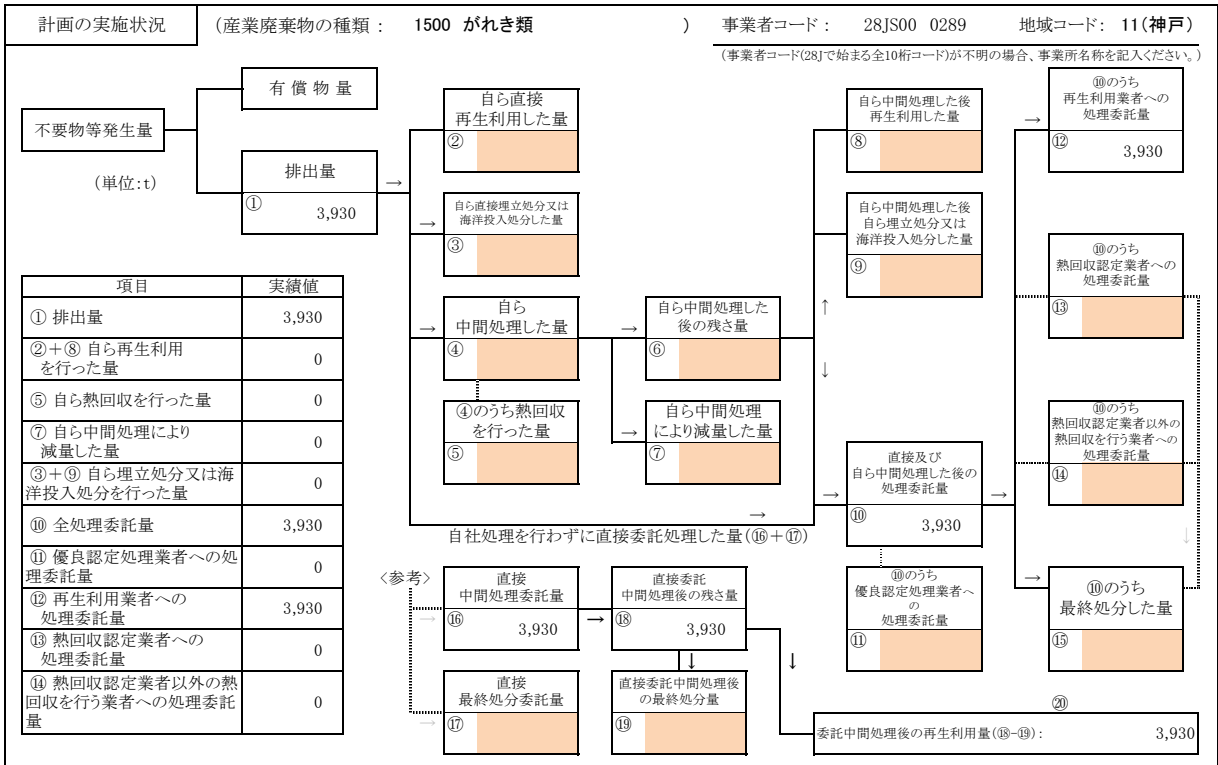 計画の実施状況
(産業廃棄物の種類： 1500 がれき類 )
事業者コード： 28JS00 0289
地域コード： 11(神戸)
(事業者コード(28Jで始まる全10桁コード)が不明の場合、事業所名称を記入ください。)
不要物等発生量
(単位:t)
有償物量
→
排出量
①
3,930
自ら直接
再生利用した量
②
→
自ら直接埋立処分又は
海洋投入処分した量
③
→
自ら
中間処理した量
④
④のうち熱回収
を行った量
⑤
→
自ら中間処理した
後の残さ量
⑥
→
自ら中間処理
により減量した量
⑦
自ら中間処理した後
再生利用した量
⑧
自ら中間処理した後
自ら埋立処分又は
海洋投入処分した量
⑨
↑
↓
→
直接及び
自ら中間処理した後の
処理委託量
⑩
3,930
→
⑩のうち
優良認定処理業者へ
の
処理委託量
⑪
→
⑩のうち
再生利用業者への
処理委託量
⑫
3,930
⑩のうち
熱回収認定業者への
処理委託量
⑬
⑩のうち
熱回収認定業者以外の
熱回収を行う業者への
処理委託量
⑭
↓
→
⑩のうち
最終処分した量
⑮
→
自社処理を行わずに直接委託処理した量(⑯＋⑰)
項目 実績値
① 排出量 3,930
②＋⑧ 自ら再生利用
を行った量 0
⑤ 自ら熱回収を行った量 0
⑦ 自ら中間処理により
減量した量 0
③＋⑨ 自ら埋立処分又は海
洋投入処分を行った量 0
⑩ 全処理委託量 3,930
⑪ 優良認定処理業者への処
理委託量 0
⑫ 再生利用業者への
処理委託量 3,930
⑬ 熱回収認定業者への
処理委託量 0
⑭ 熱回収認定業者以外の熱
回収を行う業者への処理委託
量 0
〈参考〉
→
直接
中間処理委託量
⑯
3,930
→
直接委託
中間処理後の残さ量
⑱
3,930
→
直接
最終処分委託量
⑰
↓
直接委託中間処理後
の最終処分量
⑲
↓
⑳
委託中間処理後の再生利用量(⑱-⑲)： 3,930